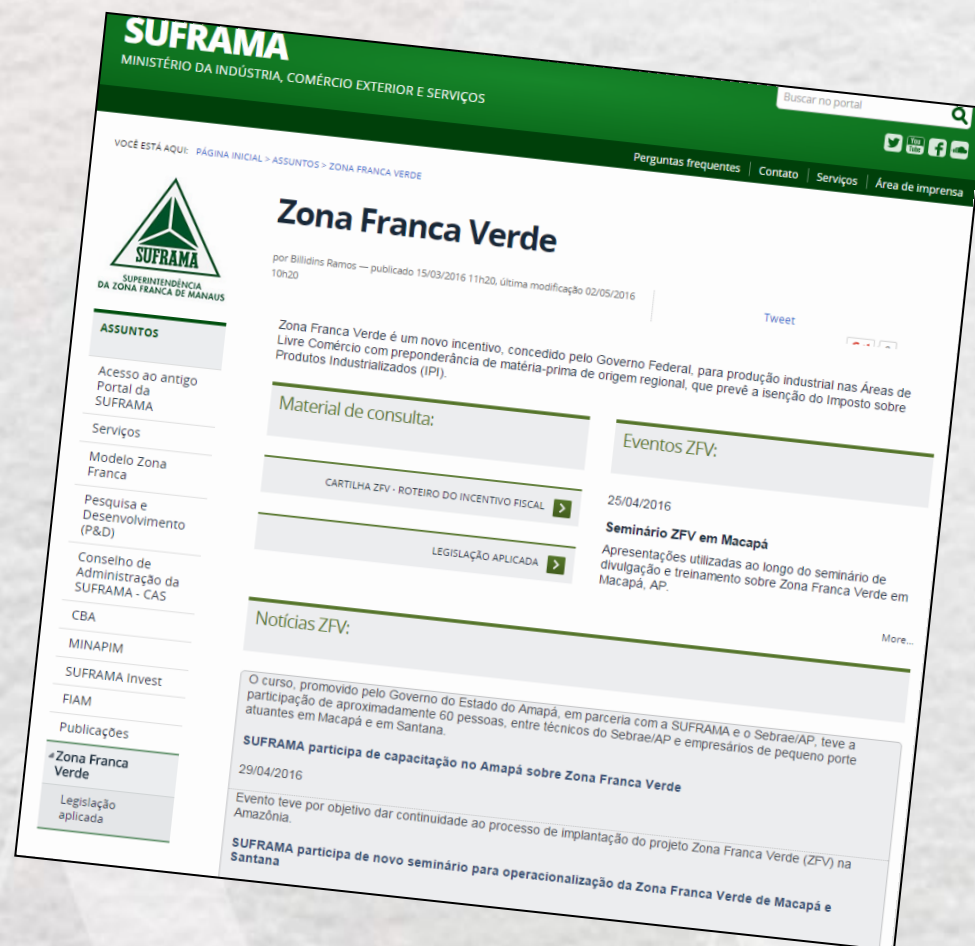 SUFRAMA
MINISTÉRIO DA INDÚSTRIA, COMÉRCIO EXTERIOR E SERVIÇOS
Buscar no portal
You
Tube
Perguntas frequentes
Contato
Serviços
Área de imprensa
VOCÊ ESTÁ AQUI: PÁGINA INICIAL > ASSUNTOS > ZONA FRANCA VERDE
SUFRAMA
SUPERINTENDÊNCIA
DA ZONA FRANCA DE MANAUS
ASSUNTOS
Acesso ao antigo
Portal da
SUFRAMA
Serviços
Modelo Zona
Franca
Pesquisa e
Desenvolvimento
(P&D)
Conselho de
Administração da
SUFRAMA - CAS
CBA
MINAPIM
SUFRAMA Invest
FIAM
Publicações
Zona Franca
Verde
Legislação
aplicada
Zona Franca Verde
por Billidins Ramos — publicado 15/03/2016 11h20, última modificação 02/05/2016
10h20
Tweet
Zona Franca Verde é um novo incentivo, concedido pelo Governo Federal, para produção industrial nas Áreas de
Livre Comércio com preponderância de matéria-prima de origem regional, que prevê a isenção do Imposto sobre
Produtos Industrializados (IPI).
Material de consulta:
CARTILHA ZFV - ROTEIRO DO INCENTIVO FISCAL
LEGISLAÇÃO APLICADA
Eventos ZFV:
25/04/2016
Seminário ZFV em Macapá
Apresentações utilizadas ao longo do seminário de
divulgação e treinamento sobre Zona Franca Verde em
Macapá, AP.
More...
Notícias ZFV:
O curso, promovido pelo Governo do Estado do Amapá, em parceria com a SUFRAMA e o Sebrae/AP, teve a
participação de aproximadamente 60 pessoas, entre técnicos do Sebrae/AP e empresários de pequeno porte
atuantes em Macapá e em Santana.
SUFRAMA participa de capacitação no Amapá sobre Zona Franca Verde
29/04/2016
Evento teve por objetivo dar continuidade ao processo de implantação do projeto Zona Franca Verde (ZFV) na
Amazônia.
SUFRAMA participa de novo seminário para operacionalização da Zona Franca Verde de Macapá e
Santana